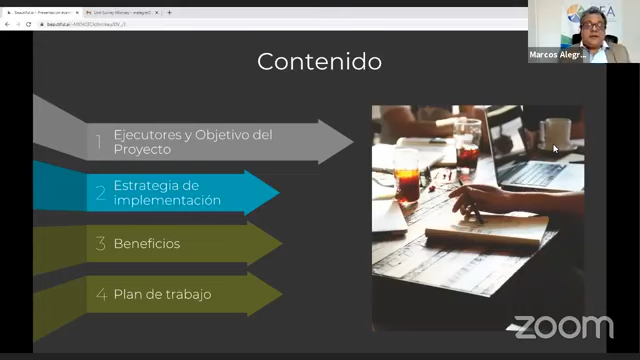 Contenido
Marcos Alegr...
1 Ejecutores y Objetivo del
Proyecto
2 Estrategia de
implementación
3 Beneficios
4 Plan de trabajo
zoom